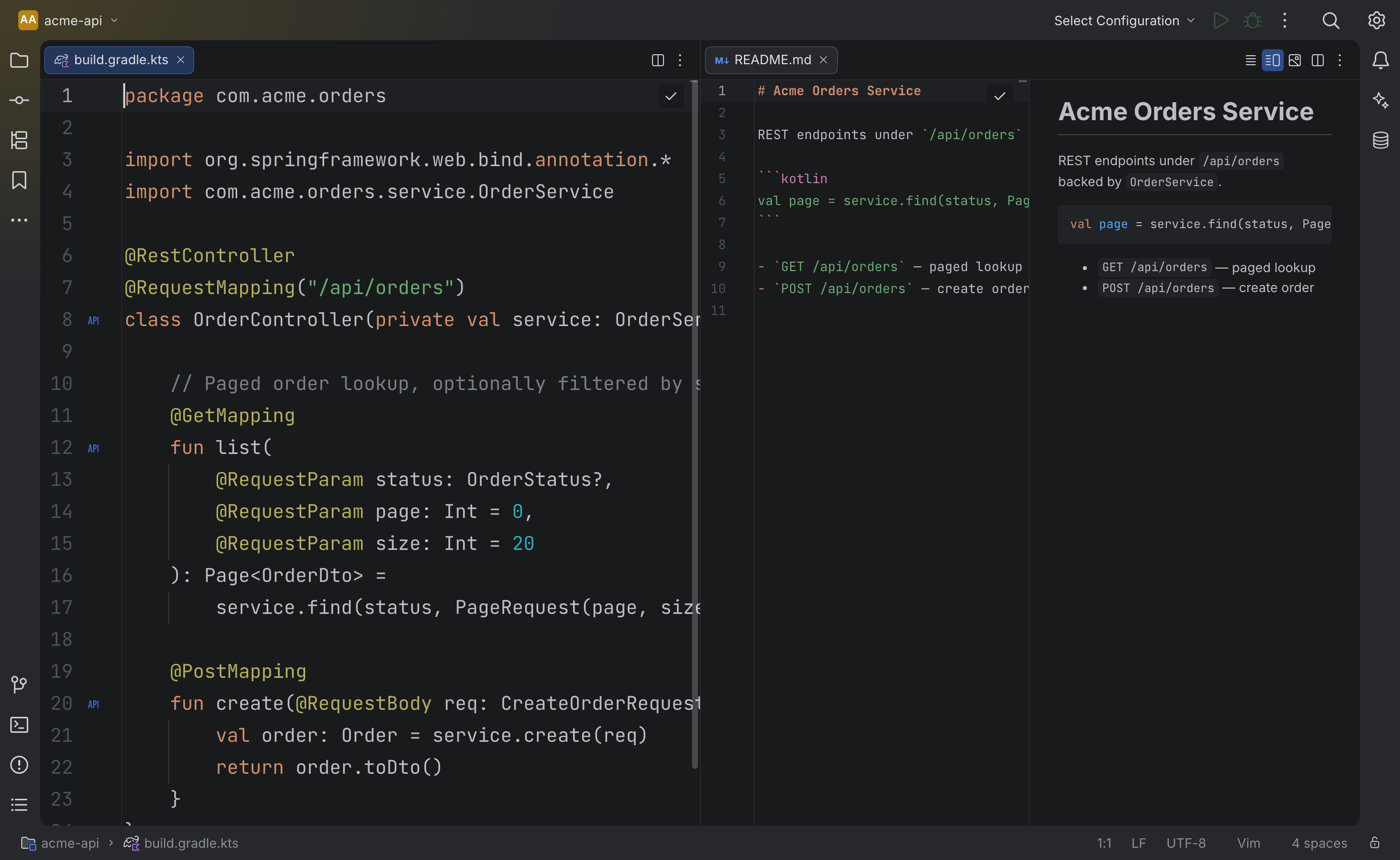 AA acme-api
Select Configuration
build.gradle.kts
M↓ README.md
1 package com.acme.orders
2
3 import org.springframework.web.bind.annotation.*
4 import com.acme.orders.service.OrderService
5
6 @RestController
7 @RequestMapping("/api/orders")
8 API class OrderController(private val service: OrderSer
9
10 // Paged order lookup, optionally filtered by s
11 @GetMapping
12 API fun list(
13 @RequestParam status: OrderStatus?,
14 @RequestParam page: Int = 0,
15 @RequestParam size: Int = 20
16 ): Page<OrderDto> =
17 service.find(status, PageRequest(page, size
18
19 @PostMapping
20 API fun create(@RequestBody req: CreateOrderRequest
21 val order: Order = service.create(req)
22 return order.toDto()
23 }
1 # Acme Orders Service
2
3 REST endpoints under `/api/orders`
4
5 ```kotlin
6 val page = service.find(status, Pag
7 ```
8
9 - `GET /api/orders` — paged lookup
10 - `POST /api/orders` — create order
11
Acme Orders Service
REST endpoints under /api/orders
backed by OrderService.
val page = service.find(status, Page
• GET /api/orders — paged lookup
• POST /api/orders — create order
acme-api › build.gradle.kts
1:1 LF UTF-8 Vim 4 spaces